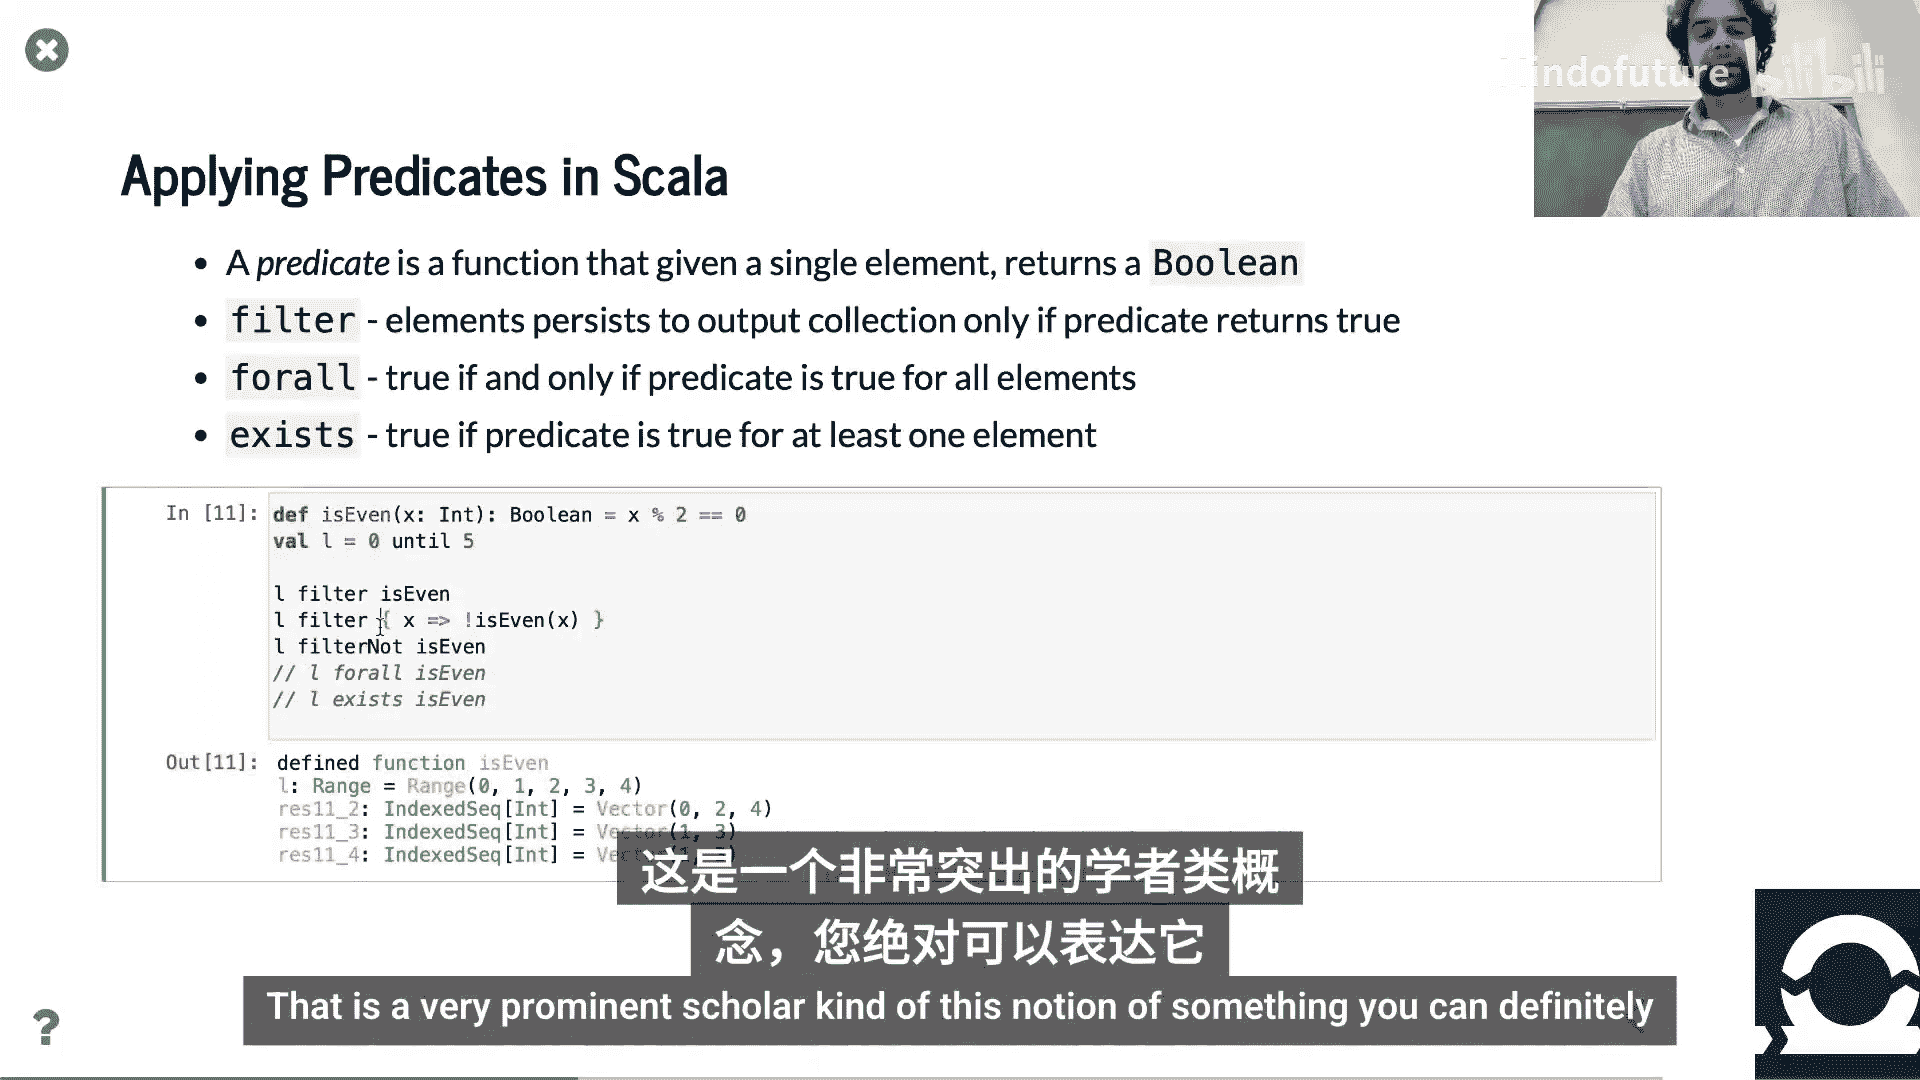 indofuture bilibili
Applying Predicates in Scala
• A predicate is a function that given a single element, returns a Boolean
• filter - elements persists to output collection only if predicate returns true
• forall - true if and only if predicate is true for all elements
• exists - true if predicate is true for at least one element
In [11]: def isEven(x: Int): Boolean = x % 2 == 0
val l = 0 until 5
l filter isEven
l filter { x => !isEven(x) }
l filterNot isEven
// l forall isEven
// l exists isEven
Out[11]: defined function isEven
l: Range = Range(0, 1, 2, 3, 4)
res11_2: IndexedSeq[Int] = Vector(0, 2, 4)
res11_3: IndexedSeq[Int] = Vector(1, 3)
res11_4: IndexedSeq[Int] =
这是一个非常突出的学者类概
念，您绝对可以表达它
That is a very prominent scholar kind of this notion of something you can definitely
?